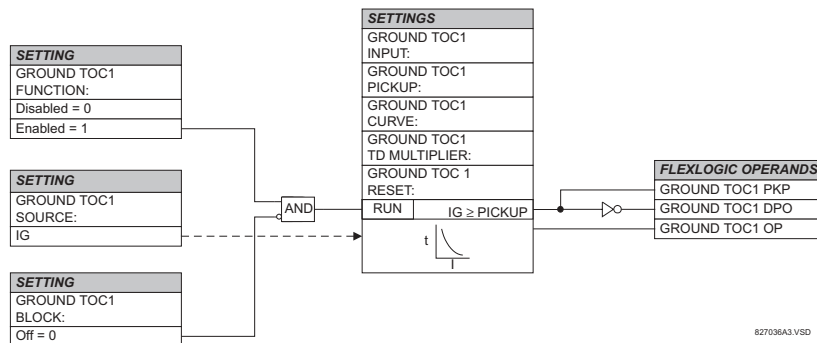 SETTING
GROUND TOC1
FUNCTION:
Disabled = 0
Enabled = 1
SETTING
GROUND TOC1
SOURCE:
IG
SETTING
GROUND TOC1
BLOCK:
Off = 0
AND
SETTINGS
GROUND TOC1
INPUT:
GROUND TOC1
PICKUP:
GROUND TOC1
CURVE:
GROUND TOC1
TD MULTIPLIER:
GROUND TOC 1
RESET:
RUN
IG ≥ PICKUP
t
I
FLEXLOGIC OPERANDS
GROUND TOC1 PKP
GROUND TOC1 DPO
GROUND TOC1 OP
827036A3.VSD